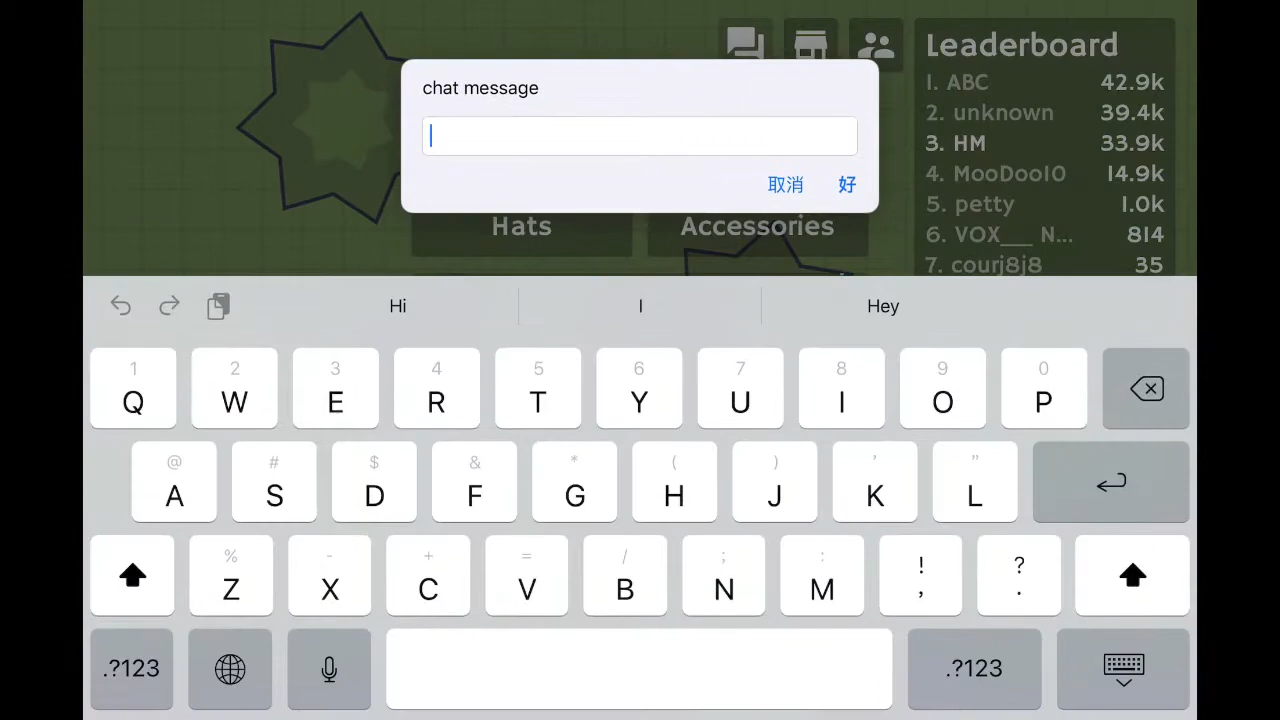 Leaderboard
1. ABC 42.9k
2. unknown 39.4k
3. HM 33.9k
4. MooDoo10 14.9k
5. petty 1.0k
6. VOX___ N... 814
7. courj8j8 35
chat message
取消 好
Hats Accessories
Hi I Hey
1 2 3 4 5 6 7 8 9 0
Q W E R T Y U I O P
@ # $ & * ( ) ' "
A S D F G H J K L
% - + = / ; : ! ?
Z X C V B N M , .
.?123 .?123